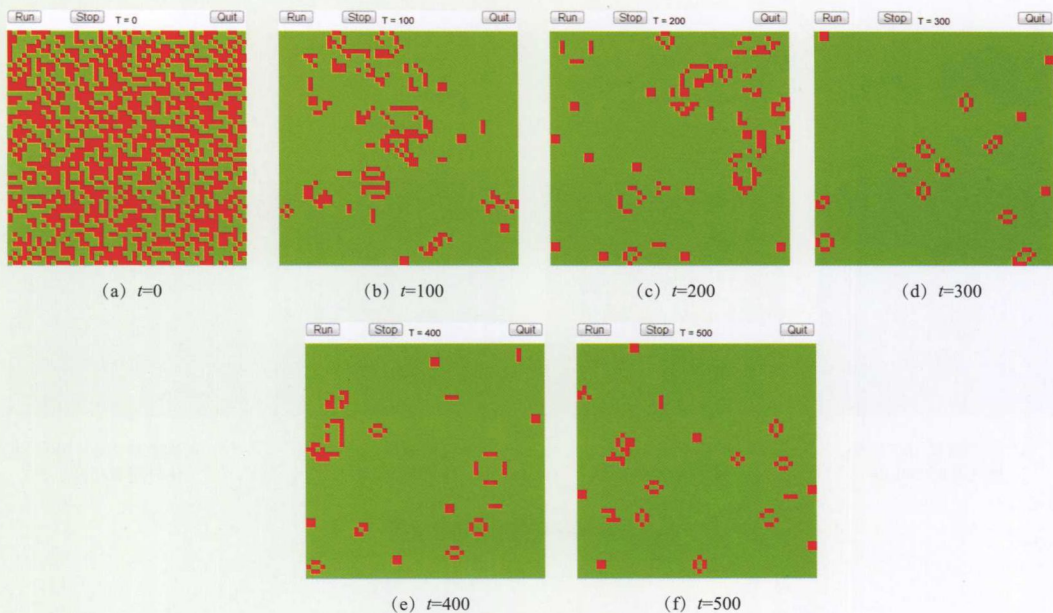 Run Stop T = 0 Quit
Run Stop T = 100 Quit
Run Stop T = 200 Quit
Run Stop T = 300 Quit
(a) t=0
(b) t=100
(c) t=200
(d) t=300
Run Stop T = 400 Quit
Run Stop T = 500 Quit
(e) t=400
(f) t=500